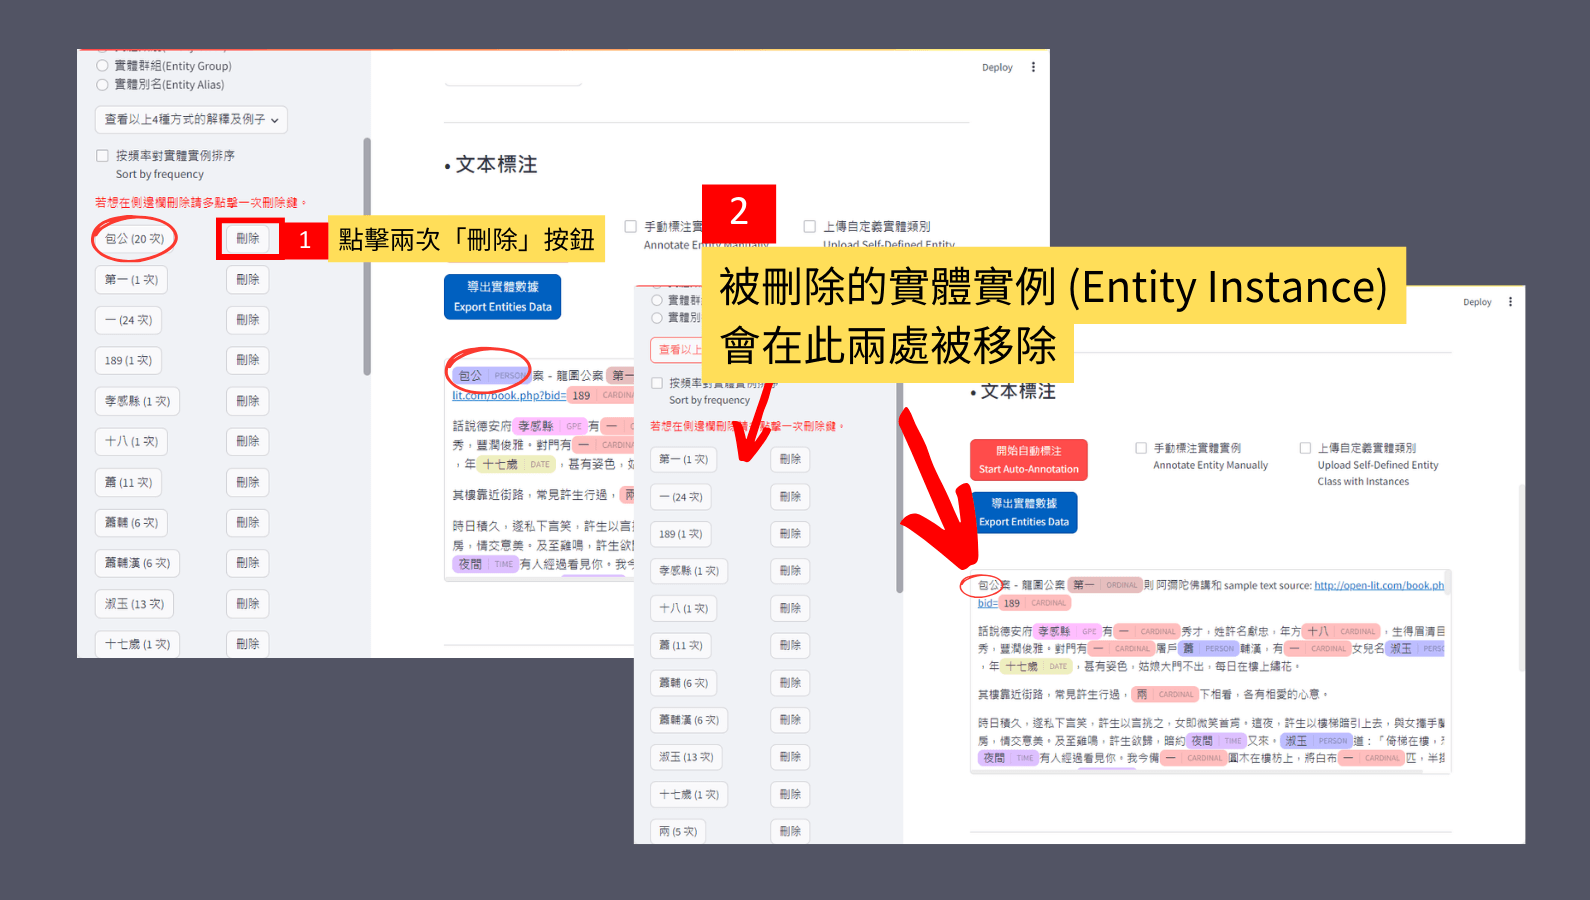 實體群組(Entity Group)
實體別名(Entity Alias)
查看以上4種方式的解釋及例子
按頻率對實體實例排序
Sort by frequency
若想在側邊欄刪除請多點擊一次刪除鍵。
包公 (20 次) 刪除
第一 (1 次) 刪除
一 (24 次) 刪除
189 (1 次) 刪除
孝感縣 (1 次) 刪除
十八 (1 次) 刪除
蕭 (11 次) 刪除
蕭輔 (6 次) 刪除
蕭輔漢 (6 次) 刪除
淑玉 (13 次) 刪除
十七歲 (1 次) 刪除
1
點擊兩次「刪除」按鈕
Deploy
• 文本標注
手動標注實
Annotate Entity Manually
上傳自定義實體類別
Upload Self-Defined Entity
導出實體數據
Export Entities Data
包公 PERSON 案 - 龍圖公案 第一
lit.com/book.php?bid= 189 CARDIN
話說德安府 孝感縣 GPE 有 一
秀，豐潤俊雅。對門有 一 CARDIN
，年 十七歲 DATE ，甚有姿色，姑
其樓靠近街路，常見許生行過， 兩
時日積久，遂私下言笑，許生以言挑
房，情交意美。及至雞鳴，許生欲歸
夜間 TIME 有人經過看見你。我今
2
被刪除的實體實例 (Entity Instance)
會在此兩處被移除
實體群
實體別
查看以上
按頻率對實體實例排
Sort by frequency
若想在側邊欄刪除請多點擊一次刪除鍵。
第一 (1 次) 刪除
一 (24 次) 刪除
189 (1 次) 刪除
孝感縣 (1 次) 刪除
十八 (1 次) 刪除
蕭 (11 次) 刪除
蕭輔 (6 次) 刪除
蕭輔漢 (6 次) 刪除
淑玉 (13 次) 刪除
十七歲 (1 次) 刪除
兩 (5 次) 刪除
Deploy
• 文本標注
開始自動標注
Start Auto-Annotation
手動標注實體實例
Annotate Entity Manually
上傳自定義實體類別
Upload Self-Defined Entity
Class with Instances
導出實體數據
Export Entities Data
包公案 - 龍圖公案 第一 ORDINAL 則 阿彌陀佛講和 sample text source: http://open-lit.com/book.ph
bid= 189 CARDINAL
話說德安府 孝感縣 GPE 有 一 CARDINAL 秀才，姓許名獻忠，年方 十八 CARDINAL ，生得眉清目
秀，豐潤俊雅。對門有 一 CARDINAL 屠戶 蕭 PERSON 輔漢，有 一 CARDINAL 女兒名 淑玉 PERS
，年 十七歲 DATE ，甚有姿色，姑娘大門不出，每日在樓上繡花。
其樓靠近街路，常見許生行過， 兩 CARDINAL 下相看，各有相愛的心意。
時日積久，遂私下言笑，許生以言挑之，女即微笑首肯。這夜，許生以樓梯暗引上去，與女攜手蘭
房，情交意美。及至雞鳴，許生欲歸，暗約 夜間 TIME 又來。 淑玉 PERSON 道：「倚梯在樓，恐
夜間 TIME 有人經過看見你。我今備 一 CARDINAL 圓木在樓枋上，將白布 一 CARDINAL 匹，半掛